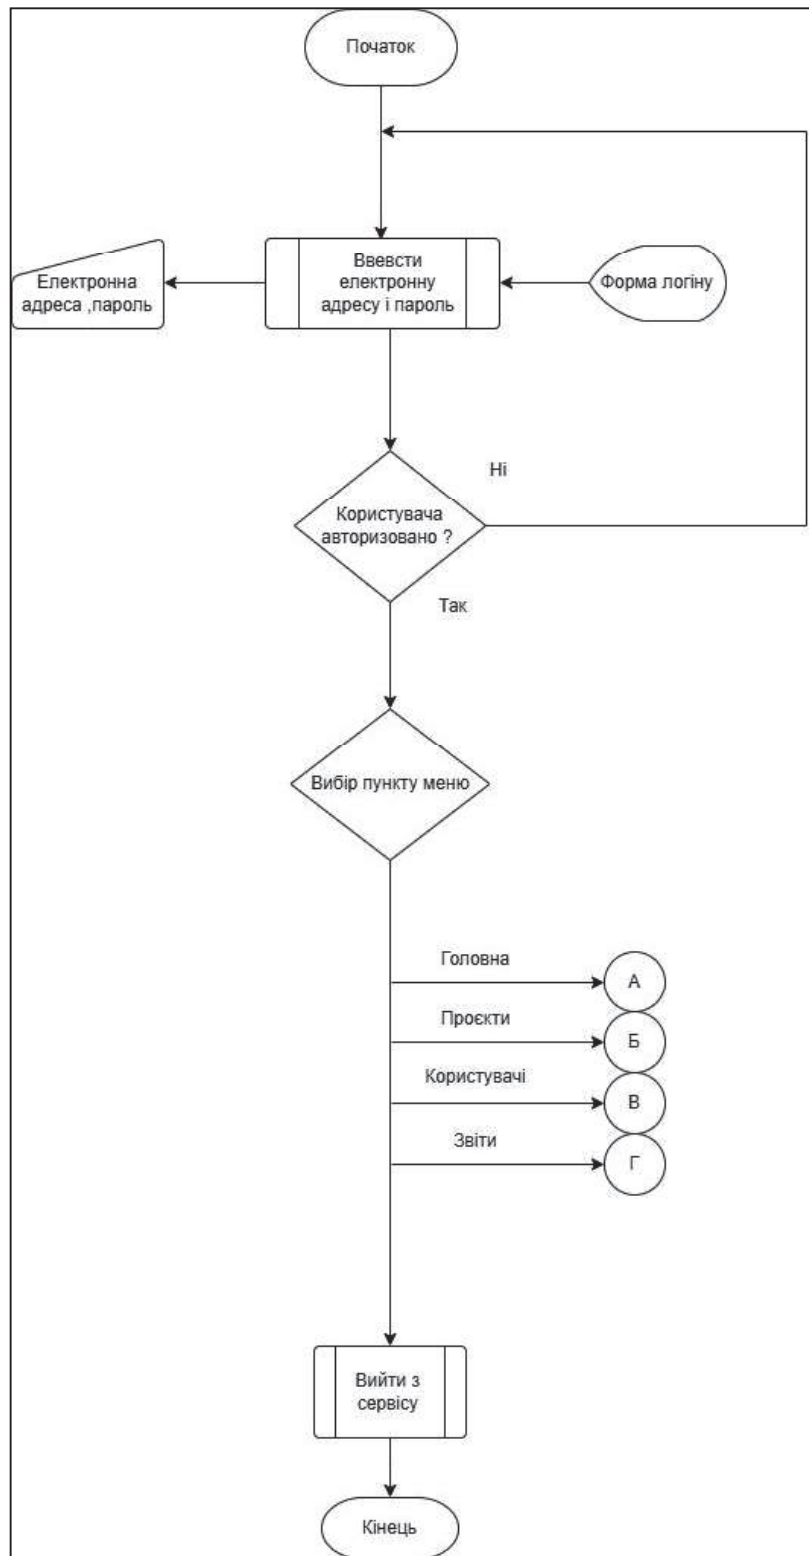 Початок
Ввевсти
електронну
адресу і пароль
Електронна
адреса ,пароль
Форма логіну
Ні
Користувача
авторизовано ?
Так
Вибір пункту меню
Головна
А
Проєкти
Б
Користувачі
В
Звіти
Г
Вийти з
сервісу
Кінець